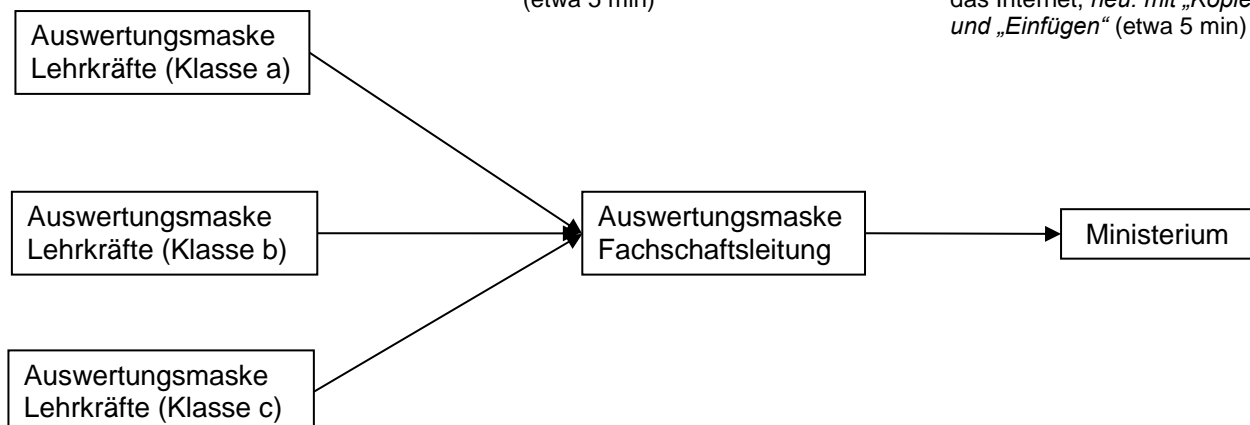 (etwa 5 min)
das Internet, neu: mit „Kopie
und „Einfügen“ (etwa 5 min)
Auswertungsmaske
Lehrkräfte (Klasse a)
Auswertungsmaske
Lehrkräfte (Klasse b)
Auswertungsmaske
Fachschaftsleitung
Ministerium
Auswertungsmaske
Lehrkräfte (Klasse c)